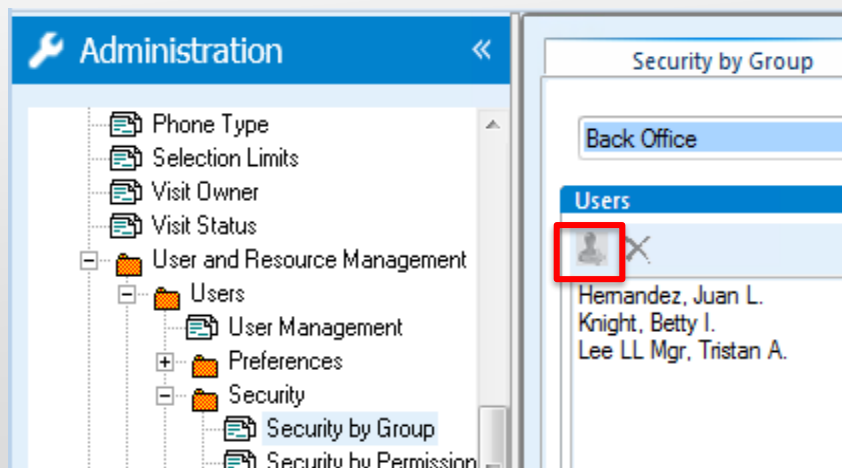 Administration
Phone Type
Selection Limits
Visit Owner
Visit Status
User and Resource Management
Users
User Management
Preferences
Security
Security by Group
Security by Permission
Security by Group
Back Office
Users
Hernandez, Juan L.
Knight, Betty I.
Lee LL Mgr, Tristan A.